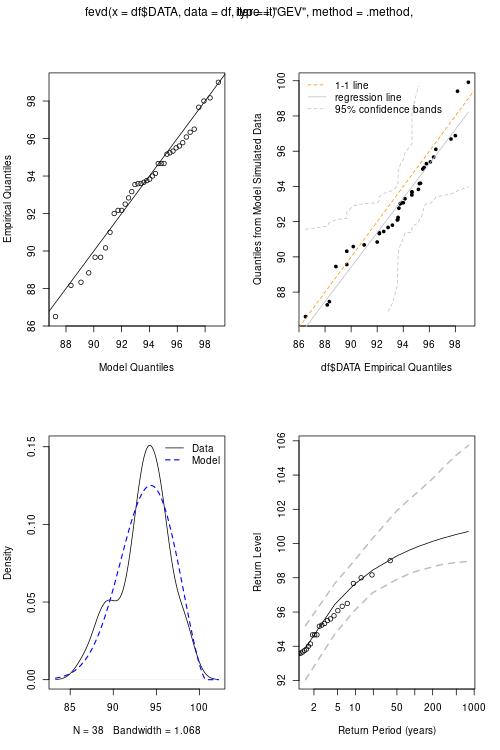 fevd(x = df$DATA, data = df, type = "GEV", method = .method,
98
96
94
92
90
88
86
Empirical Quantiles
88 90 92 94 96 98
Model Quantiles
1-1 line
regression line
95% confidence bands
100
98
96
94
92
90
88
Quantiles from Model Simulated Data
86 88 90 92 94 96 98
df$DATA Empirical Quantiles
Data
Model
0.15
0.10
0.05
0.00
Density
85 90 95 100
N = 38 Bandwidth = 1.068
106
104
102
100
98
96
94
92
Return Level
2 5 10 50 200 1000
Return Period (years)